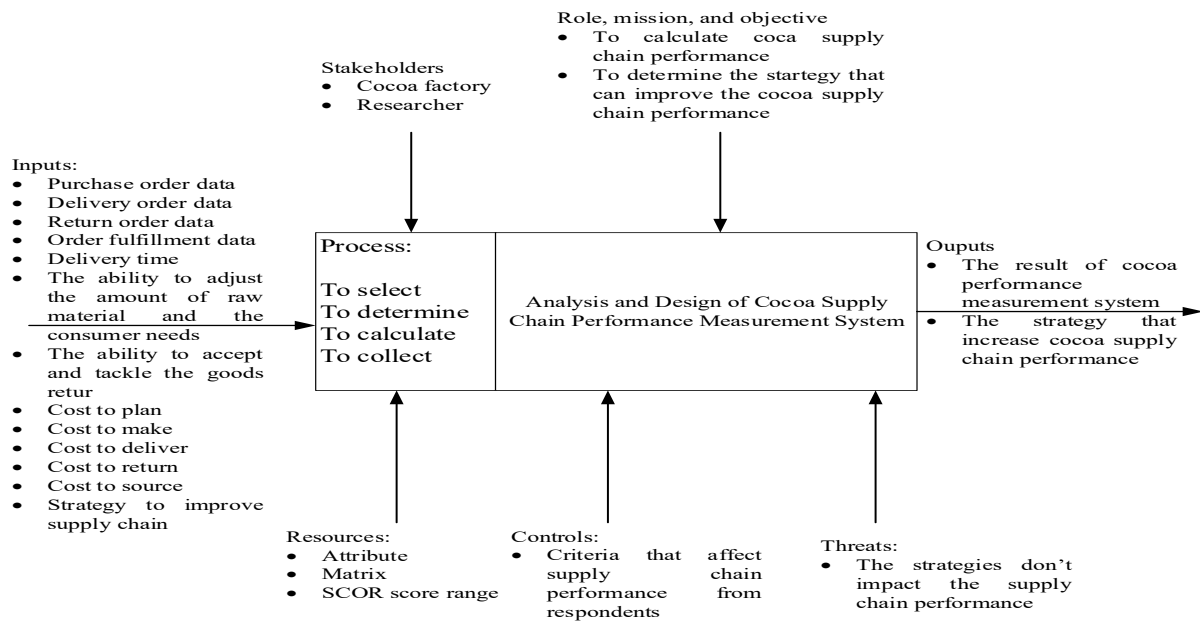 Role, mission, and objective
• To calculate coca supply
chain performance
• To determine the startegy that
can improve the cocoa supply
chain performance
Stakeholders
• Cocoa factory
• Researcher
Inputs:
• Purchase order data
• Delivery order data
• Return order data
• Order fulfillment data
• Delivery time
• The ability to adjust
the amount of raw
material and the
consumer needs
• The ability to accept
and tackle the goods
retur
• Cost to plan
• Cost to make
• Cost to deliver
• Cost to return
• Cost to source
• Strategy to improve
supply chain
Process:
To select
To determine
To calculate
To collect
Analysis and Design of Cocoa Supply
Chain Performance Measurement System
Ouputs
• The result of cocoa
performance
measurement system
• The strategy that
increase cocoa supply
chain performance
Resources:
• Attribute
• Matrix
• SCOR score range
Controls:
• Criteria that affect
supply chain
performance from
respondents
Threats:
• The strategies don’t
impact the supply
chain performance